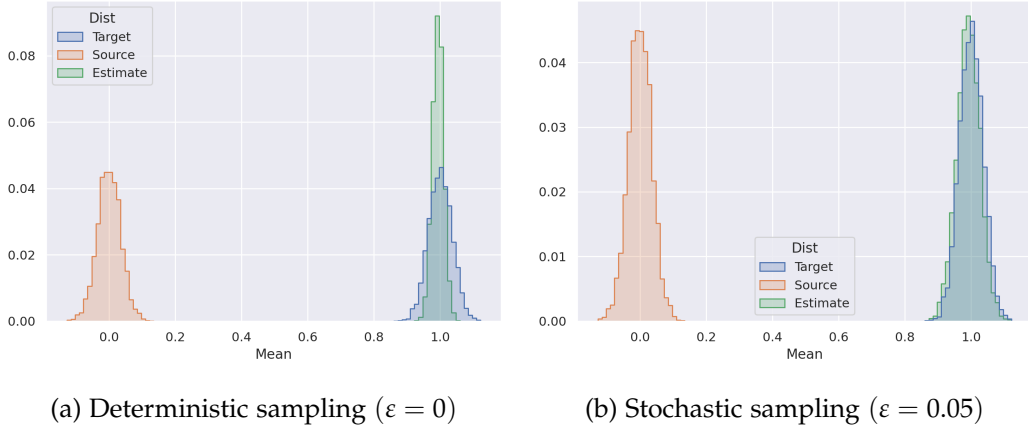 Dist
Target
Source
Estimate
0.08
0.06
0.04
0.02
0.00
0.0 0.2 0.4 0.6 0.8 1.0
Mean
(a) Deterministic sampling (ε = 0)
0.04
0.03
0.02
0.01
0.00
Dist
Target
Source
Estimate
0.0 0.2 0.4 0.6 0.8 1.0
Mean
(b) Stochastic sampling (ε = 0.05)